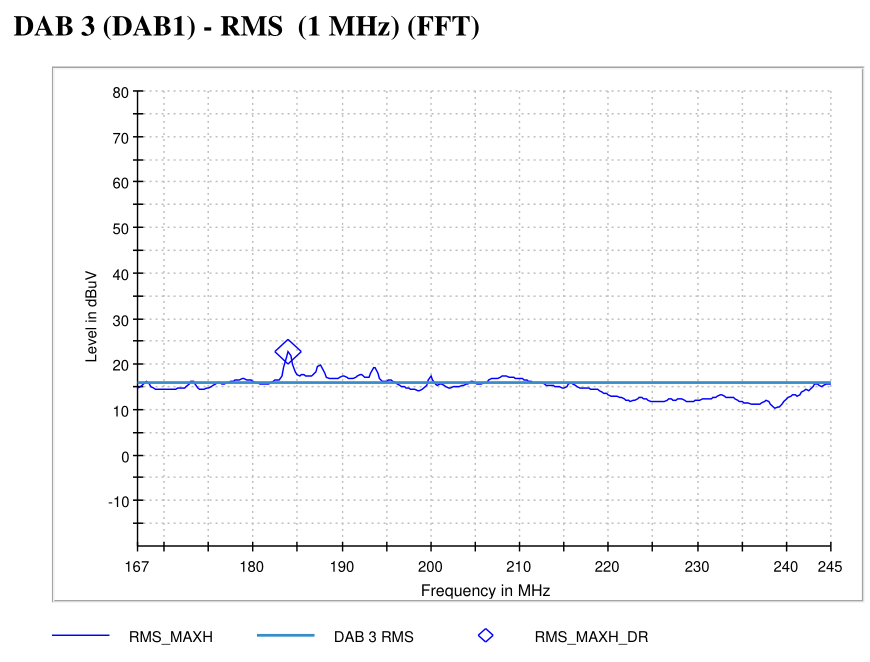 DAB 3 (DAB1) - RMS (1 MHz) (FFT)
Level in dBuV
80
70
60
50
40
30
20
10
0
-10
167 180 190 200 210 220 230 240 245
Frequency in MHz
RMS_MAXH DAB 3 RMS RMS_MAXH_DR